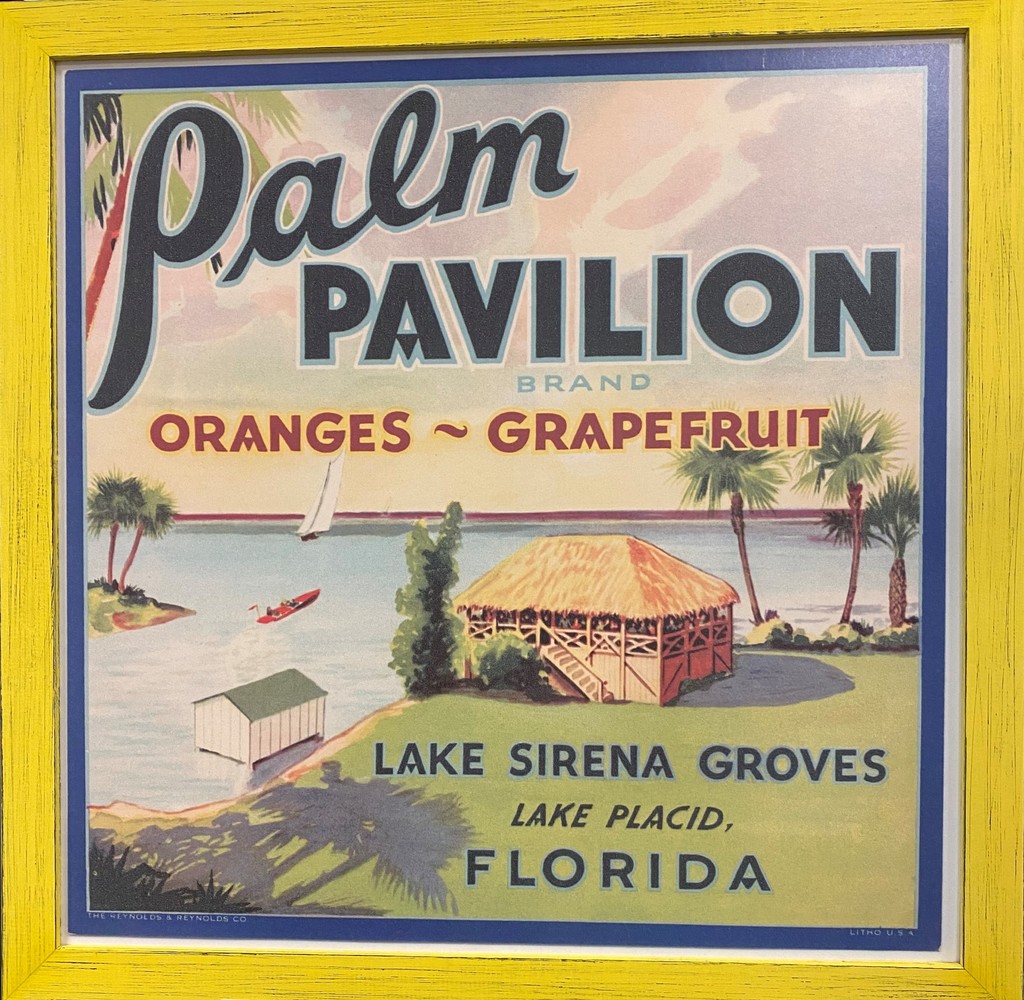 Palm
PAVILION
BRAND
ORANGES ~ GRAPEFRUIT
LAKE SIRENA GROVES
LAKE PLACID,
FLORIDA
THE REYNOLDS & REYNOLDS CO
LITHO U.S.A